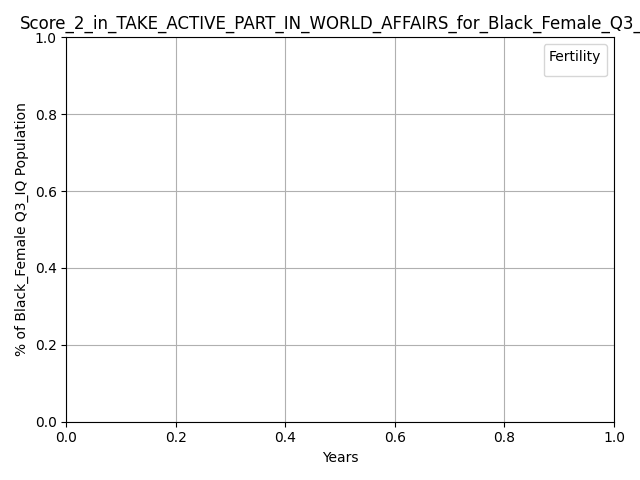 Score_2_in_TAKE_ACTIVE_PART_IN_WORLD_AFFAIRS_for_Black_Female_Q3_
Fertility
% of Black_Female Q3_IQ Population
1.0
0.8
0.6
0.4
0.2
0.0
0.0 0.2 0.4 0.6 0.8 1.0
Years